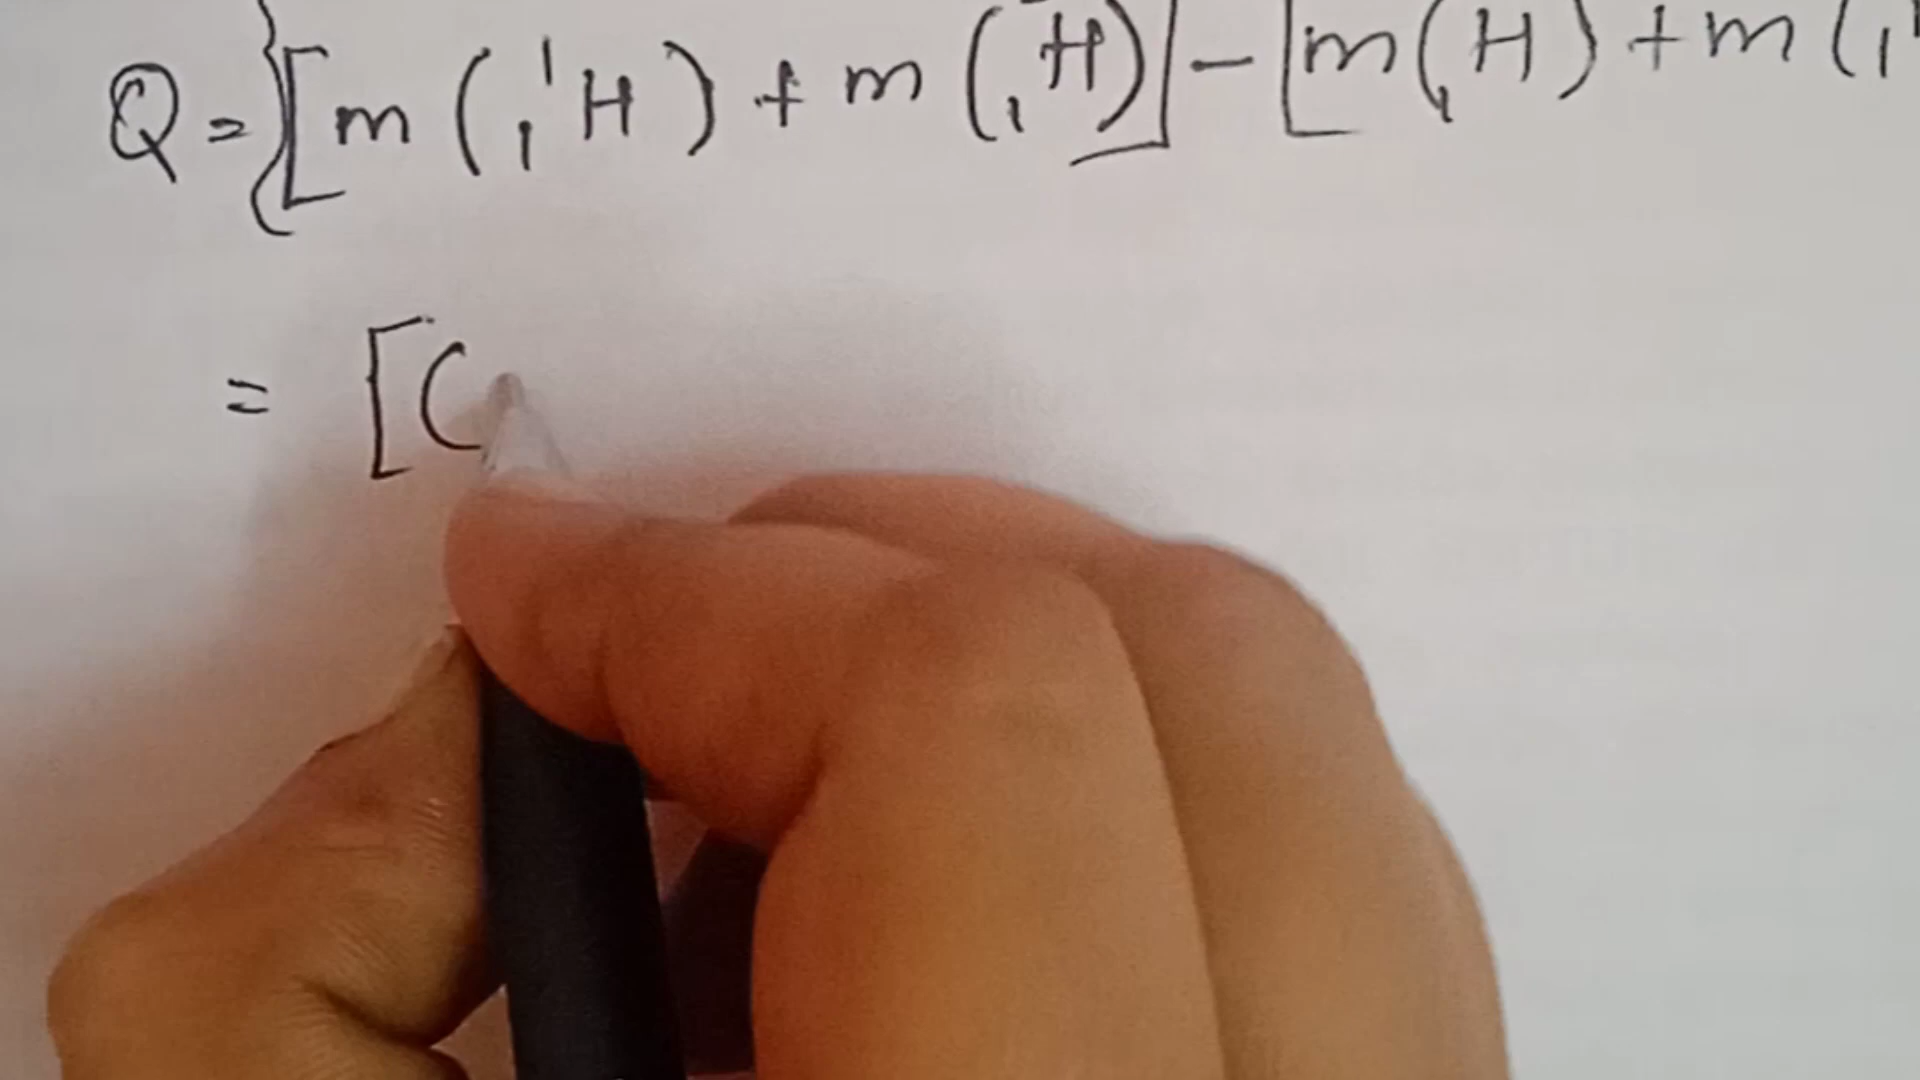 Q = {[m(₁¹H) + m(₁H)] - [m(₁H) + m(₁
= [(